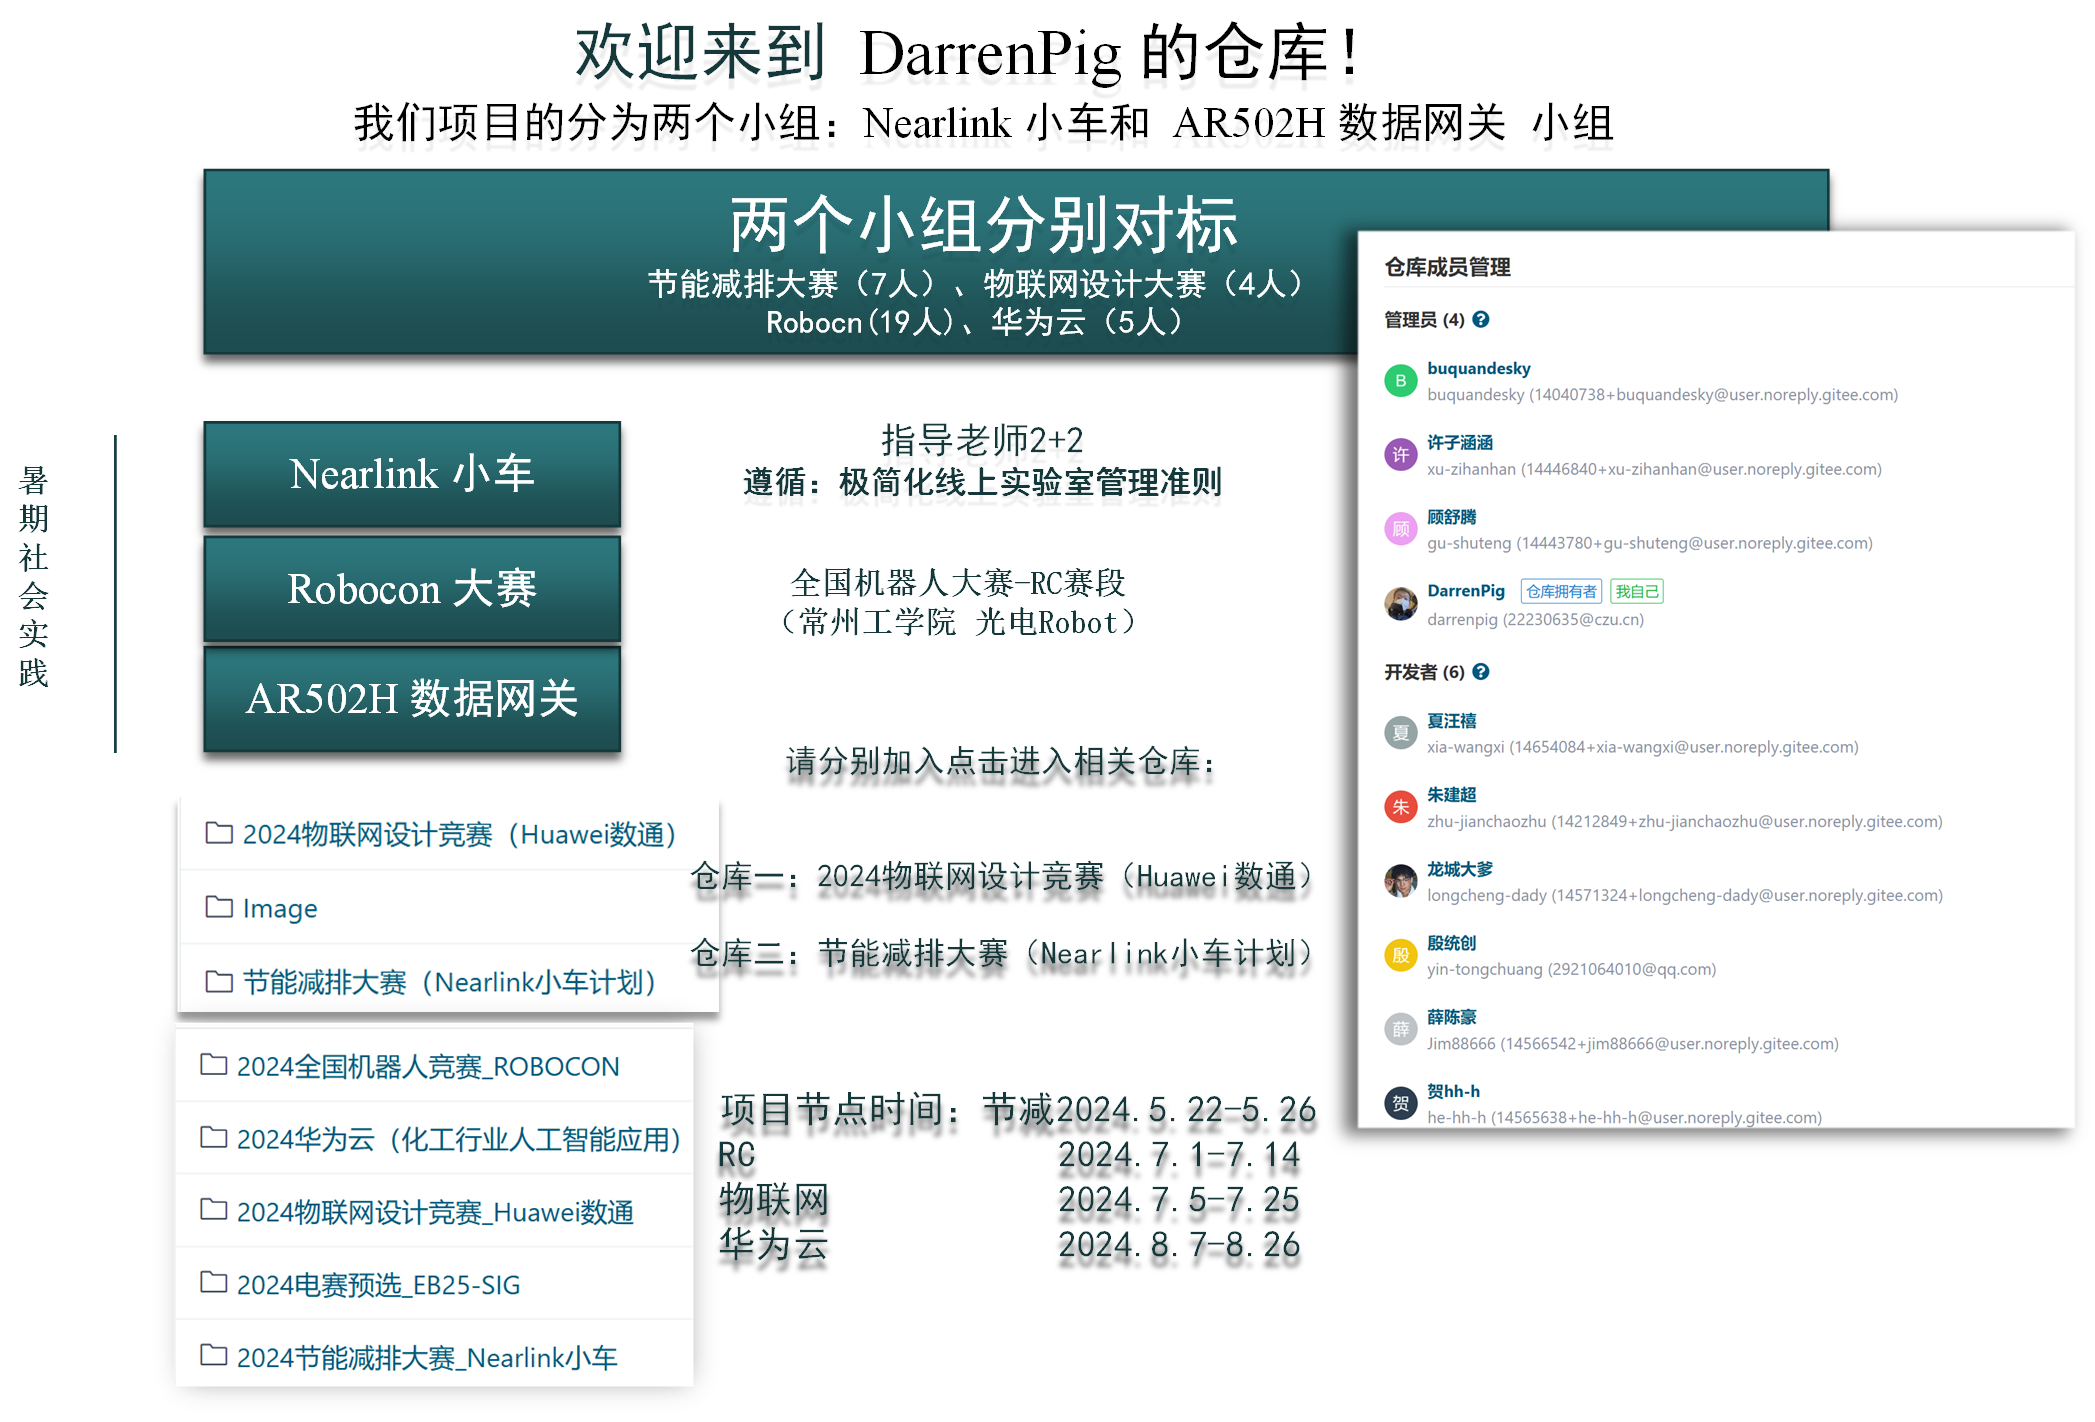 欢迎来到 DarrenPig 的仓库！
我们项目的分为两个小组：Nearlink 小车和 AR502H 数据网关 小组
两个小组分别对标
节能减排大赛（7人）、物联网设计大赛（4人）
Robocn(19人)、华为云（5人）
暑期社会实践
Nearlink 小车
Robocon 大赛
AR502H 数据网关
指导老师2+2
遵循：极简化线上实验室管理准则
全国机器人大赛-RC赛段
（常州工学院 光电Robot）
请分别加入点击进入相关仓库：
仓库一：2024物联网设计竞赛（Huawei数通）
仓库二：节能减排大赛（Nearlink小车计划）
2024物联网设计竞赛（Huawei数通）
Image
节能减排大赛（Nearlink小车计划）
2024全国机器人竞赛_ROBOCON
2024华为云（化工行业人工智能应用）
2024物联网设计竞赛_Huawei数通
2024电赛预选_EB25-SIG
2024节能减排大赛_Nearlink小车
项目节点时间：节减2024.5.22-5.26
RC 2024.7.1-7.14
物联网 2024.7.5-7.25
华为云 2024.8.7-8.26
仓库成员管理
管理员 (4) ?
B
buquandesky
buquandesky (14040738+buquandesky@user.noreply.gitee.com)
许
许子涵涵
xu-zihanhan (14446840+xu-zihanhan@user.noreply.gitee.com)
顾
顾舒腾
gu-shuteng (14443780+gu-shuteng@user.noreply.gitee.com)
DarrenPig 仓库拥有者 我自己
darrenpig (22230635@czu.cn)
开发者 (6) ?
夏
夏汪禧
xia-wangxi (14654084+xia-wangxi@user.noreply.gitee.com)
朱
朱建超
zhu-jianchaozhu (14212849+zhu-jianchaozhu@user.noreply.gitee.com)
龙城大爹
longcheng-dady (14571324+longcheng-dady@user.noreply.gitee.com)
殷
殷统创
yin-tongchuang (2921064010@qq.com)
薛
薛陈豪
Jim88666 (14566542+jim88666@user.noreply.gitee.com)
贺
贺hh-h
he-hh-h (14565638+he-hh-h@user.noreply.gitee.com)